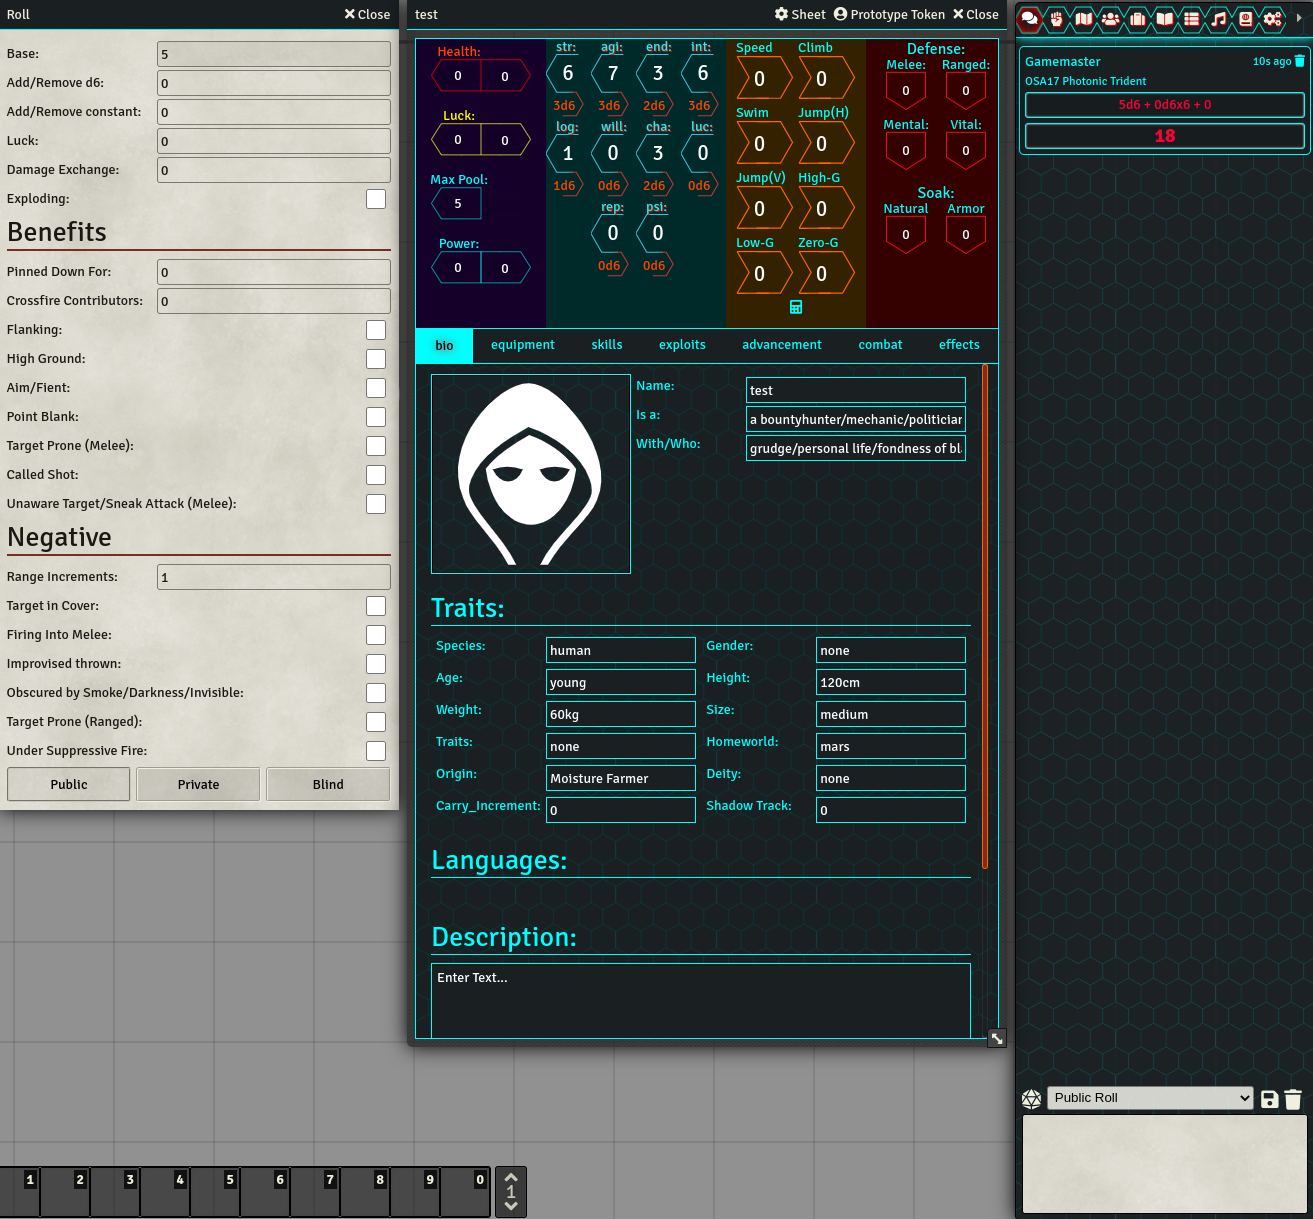 Roll
Close
Base:
5
Add/Remove d6:
0
Add/Remove constant:
0
Luck:
0
Damage Exchange:
0
Exploding:
Benefits
Pinned Down For:
0
Crossfire Contributors:
0
Flanking:
High Ground:
Aim/Fient:
Point Blank:
Target Prone (Melee):
Called Shot:
Unaware Target/Sneak Attack (Melee):
Negative
Range Increments:
1
Target in Cover:
Firing Into Melee:
Improvised thrown:
Obscured by Smoke/Darkness/Invisible:
Target Prone (Ranged):
Under Suppressive Fire:
Public Private Blind
test
Sheet Prototype Token Close
Health:
0 0
Luck:
0 0
Max Pool:
5
Power:
0 0
str: agi: end: int:
6 7 3 6
3d6 3d6 2d6 3d6
log: will: cha: luc:
1 0 3 0
1d6 0d6 2d6 0d6
rep: psi:
0 0
0d6 0d6
Speed Climb
0 0
Swim Jump(H)
0 0
Jump(V) High-G
0 0
Low-G Zero-G
0 0
Defense:
Melee: Ranged:
0 0
Mental: Vital:
0 0
Soak:
Natural Armor
0 0
bio equipment skills exploits advancement combat effects
Name: test
Is a: a bountyhunter/mechanic/politician
With/Who: grudge/personal life/fondness of bl
Traits:
Species: human Gender: none
Age: young Height: 120cm
Weight: 60kg Size: medium
Traits: none Homeworld: mars
Origin: Moisture Farmer Deity: none
Carry_Increment: 0 Shadow Track: 0
Languages:
Description:
Enter Text...
Gamemaster 10s ago
OSA17 Photonic Trident
5d6 + 0d6x6 + 0
18
Public Roll
1 2 3 4 5 6 7 8 9 0
1